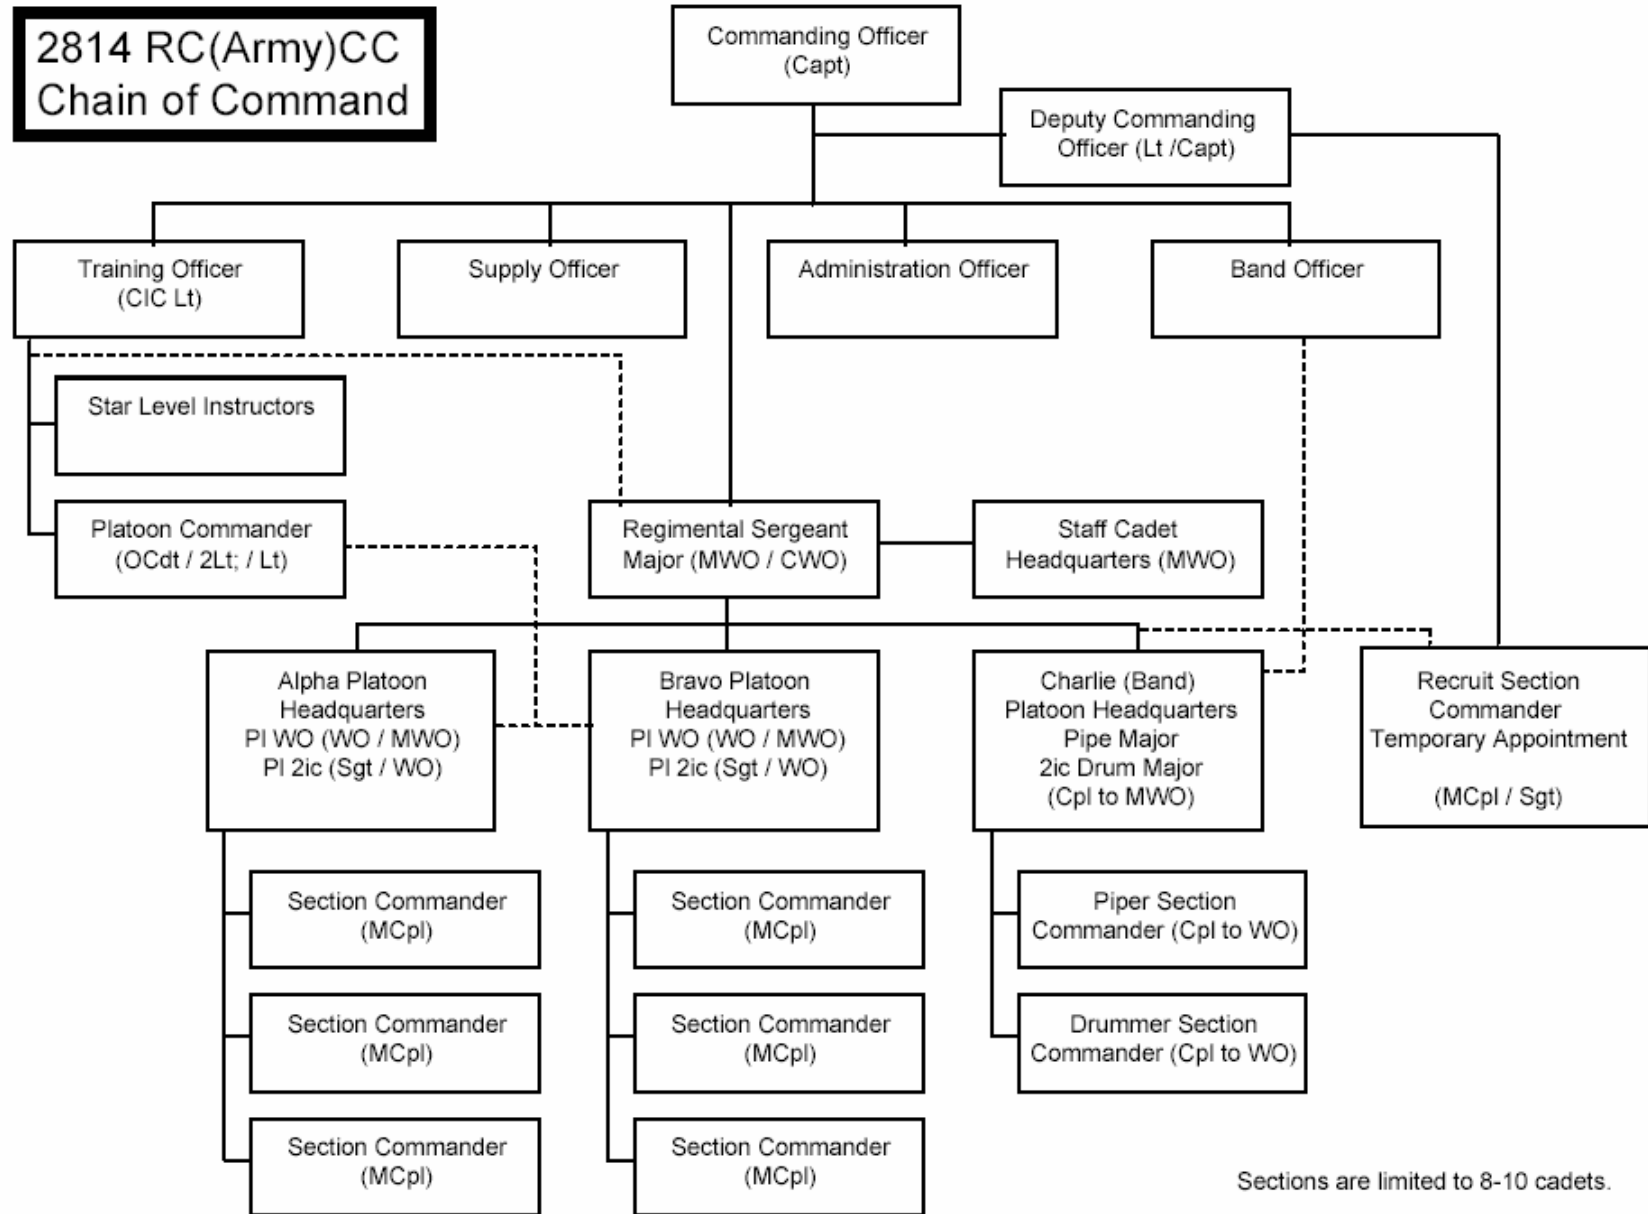 2814 RC(Army)CC
Chain of Command
Commanding Officer
(Capt)
Deputy Commanding
Officer (Lt /Capt)
Training Officer
(CIC Lt)
Supply Officer
Administration Officer
Band Officer
Star Level Instructors
Platoon Commander
(OCdt / 2Lt; / Lt)
Regimental Sergeant
Major (MWO / CWO)
Staff Cadet
Headquarters (MWO)
Alpha Platoon
Headquarters
Pl WO (WO / MWO)
Pl 2ic (Sgt / WO)
Bravo Platoon
Headquarters
Pl WO (WO / MWO)
Pl 2ic (Sgt / WO)
Charlie (Band)
Platoon Headquarters
Pipe Major
2ic Drum Major
(Cpl to MWO)
Recruit Section
Commander
Temporary Appointment
(MCpl / Sgt)
Section Commander
(MCpl)
Section Commander
(MCpl)
Section Commander
(MCpl)
Section Commander
(MCpl)
Section Commander
(MCpl)
Section Commander
(MCpl)
Piper Section
Commander (Cpl to WO)
Drummer Section
Commander (Cpl to WO)
Sections are limited to 8-10 cadets.